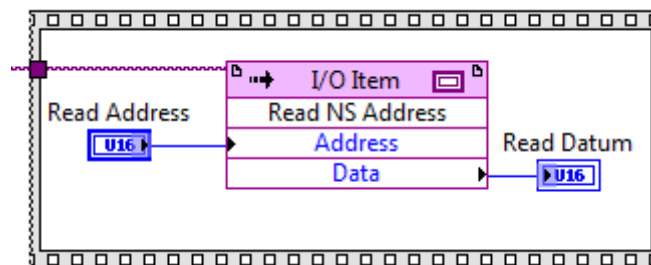 I/O Item
Read Address
Read NS Address
U16
Address
Read Datum
Data
U16